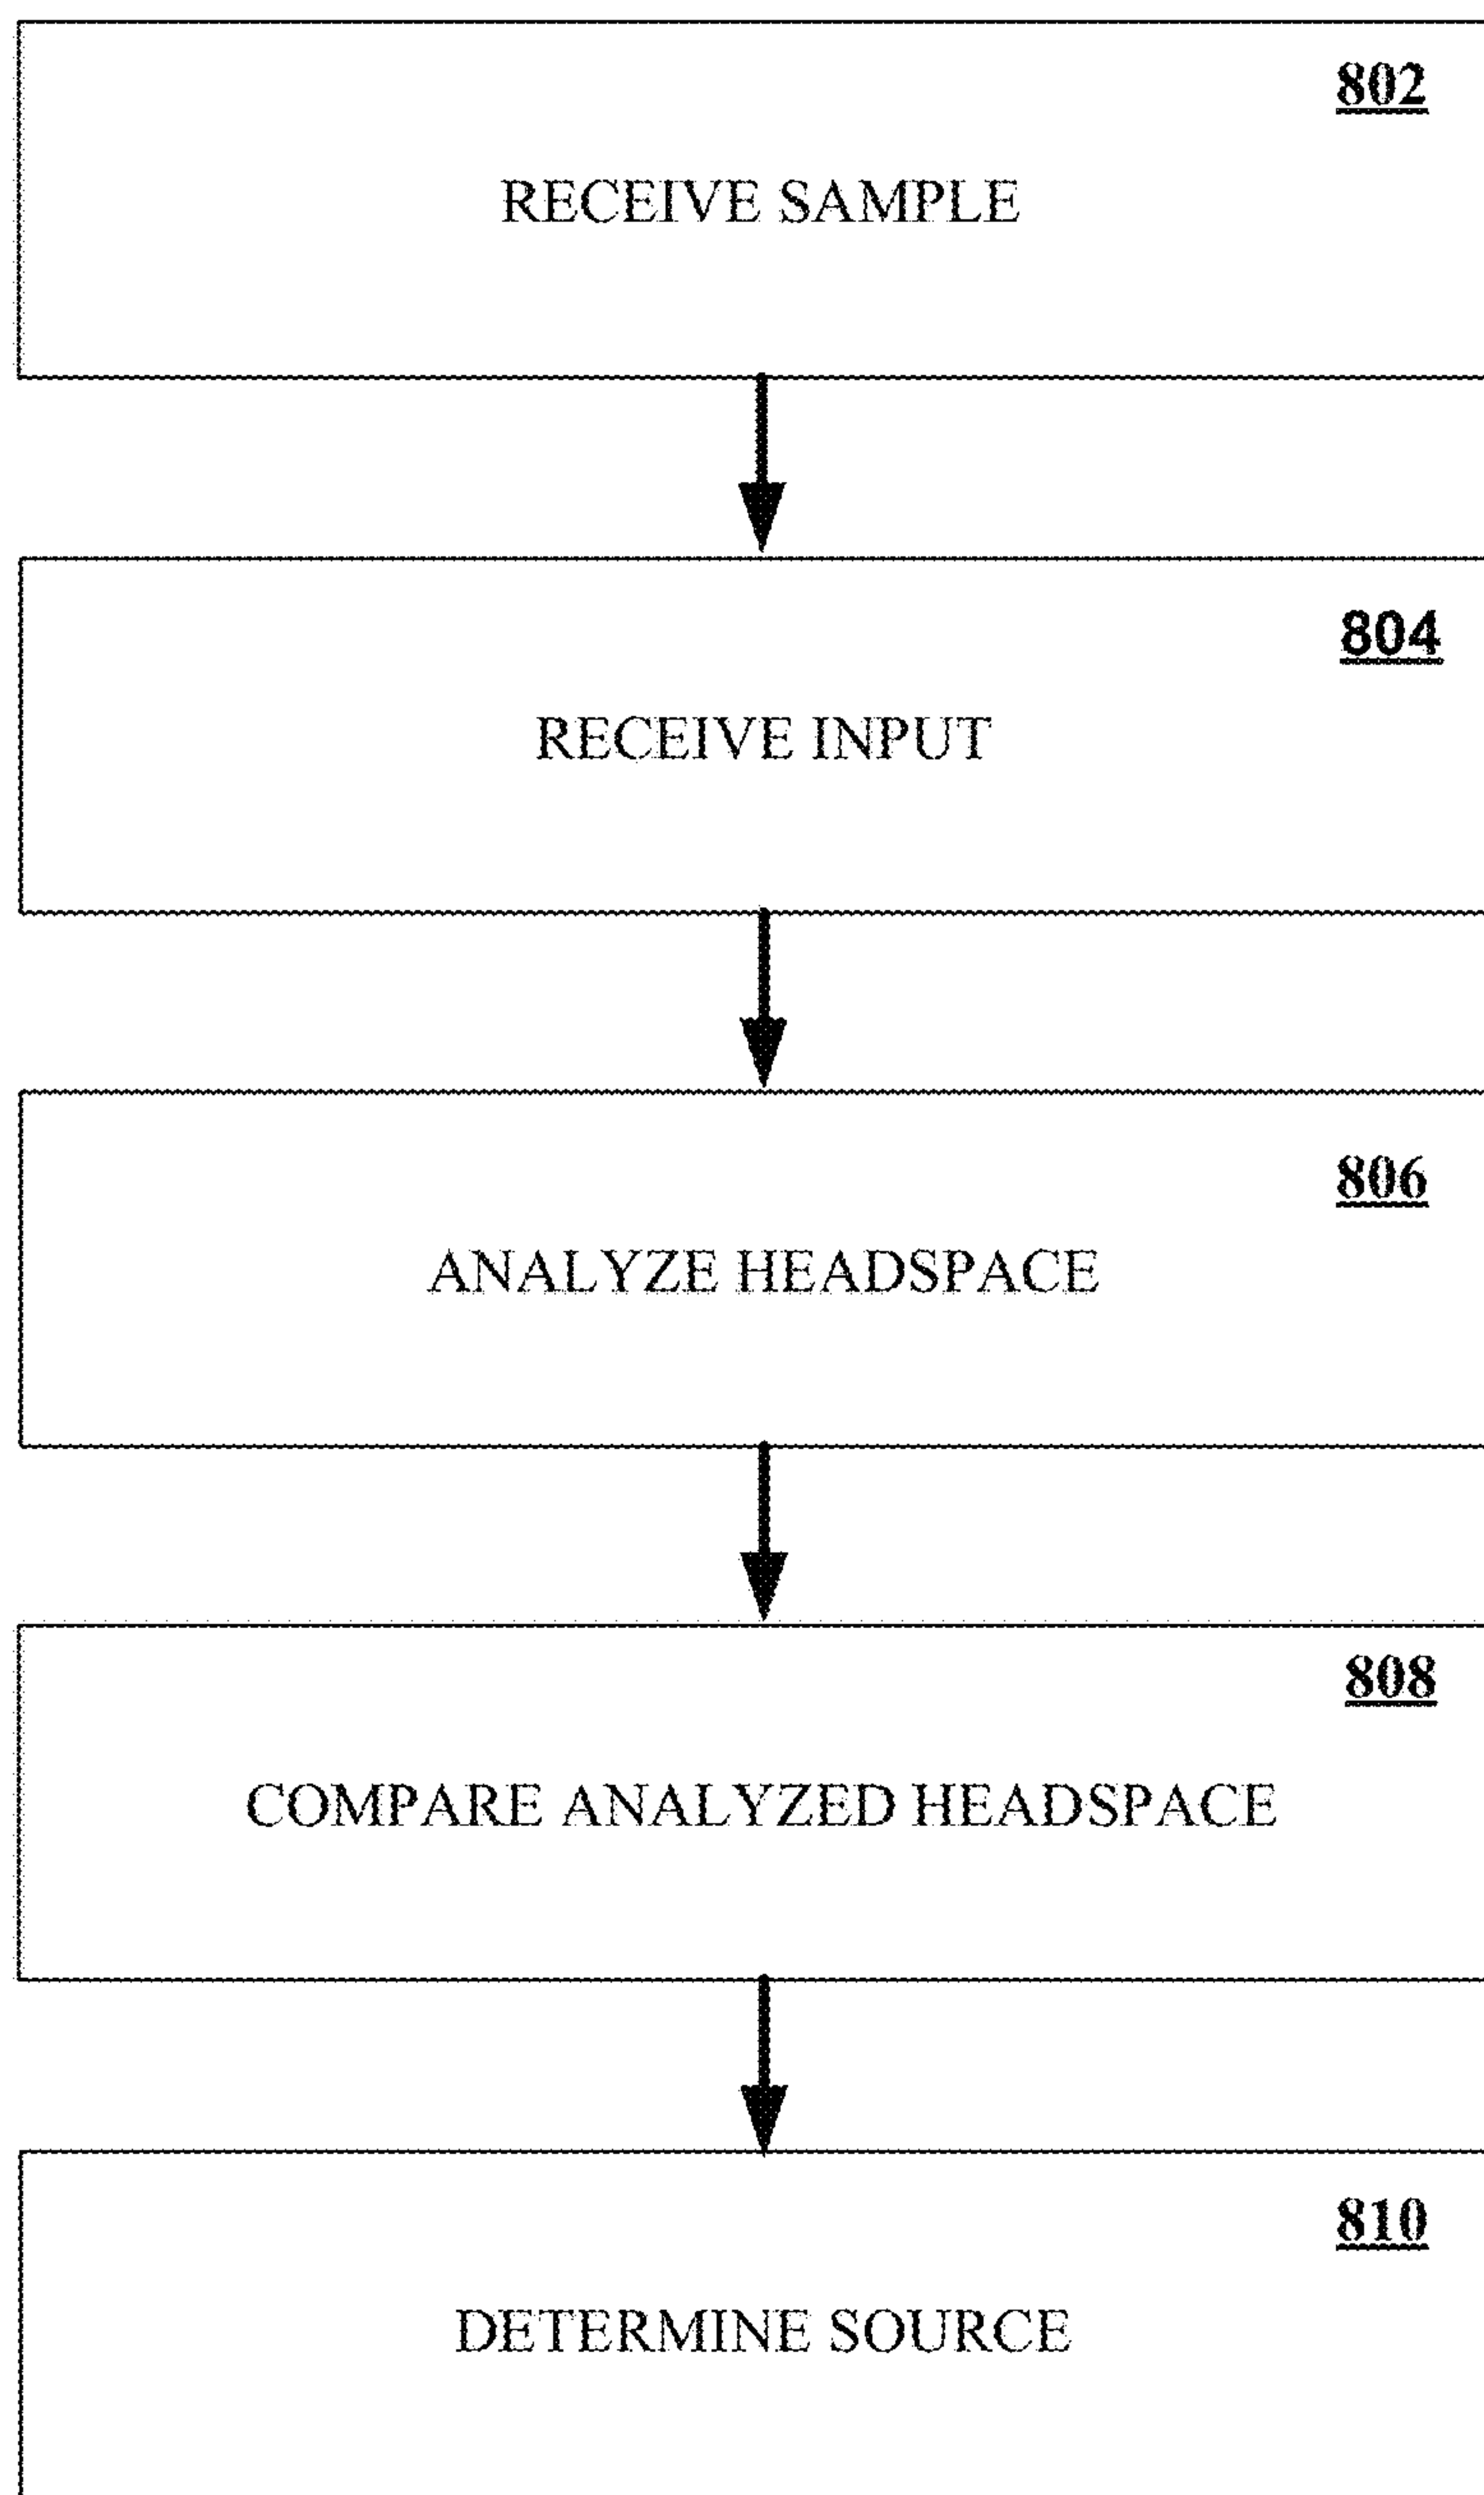 802
RECEIVE SAMPLE
804
RECEIVE INPUT
806
ANALYZE HEADSPACE
808
COMPARE ANALYZED HEADSPACE
810
DETERMINE SOURCE